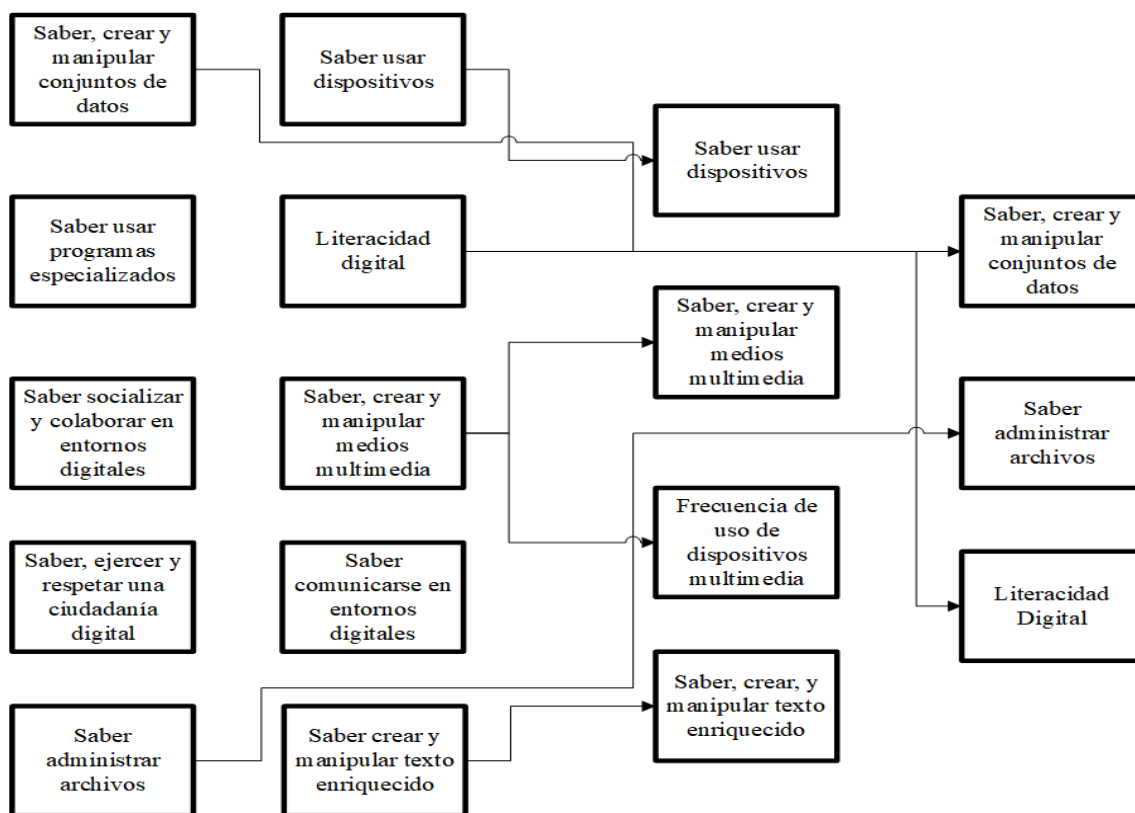 Saber, crear y
manipular
conjuntos de
datos
Saber usar
dispositivos
Saber usar
dispositivos
Saber usar
programas
especializados
Literacidad
digital
Saber, crear y
manipular
conjuntos de
datos
Saber, crear y
manipular
medios
multimedia
Saber socializar
y colaborar en
entornos
digitales
Saber, crear y
manipular
medios
multimedia
Saber
administrar
archivos
Frecuencia de
uso de
dispositivos
multimedia
Saber, ejercer y
respetar una
ciudadanía
digital
Saber
comunicarse en
entornos
digitales
Literacidad
Digital
Saber, crear, y
manipular texto
enriquecido
Saber
administrar
archivos
Saber crear y
manipular texto
enriquecido